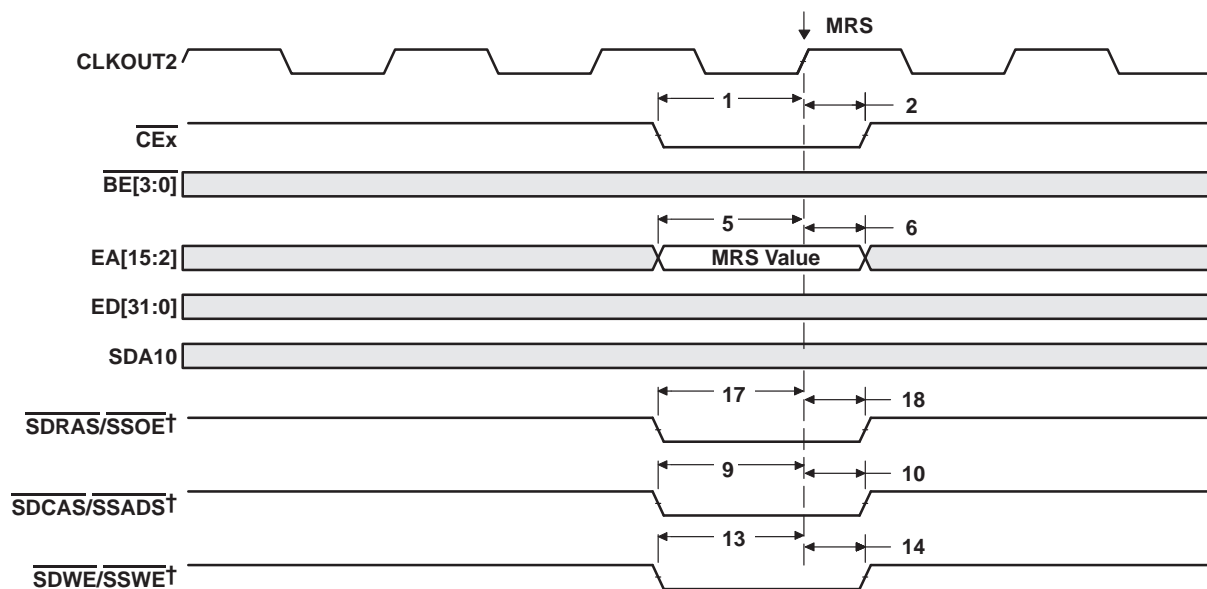 MRS
CLKOUT2
1
2
CEx
BE[3:0]
5
6
EA[15:2]
MRS Value
ED[31:0]
SDA10
17
18
SDRAS/SSOE†
9
10
SDCAS/SSADS†
13
14
SDWE/SSWE†